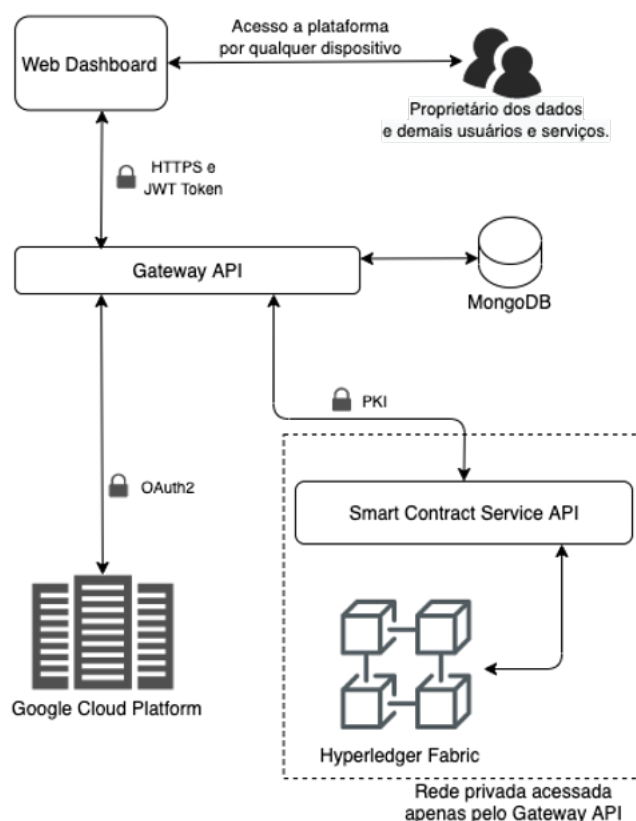 Acesso a plataforma
por qualquer dispositivo
Web Dashboard
Proprietário dos dados
e demais usuários e serviços.
HTTPS e
JWT Token
Gateway API
MongoDB
PKI
OAuth2
Smart Contract Service API
Google Cloud Platform
Hyperledger Fabric
Rede privada acessada
apenas pelo Gateway API